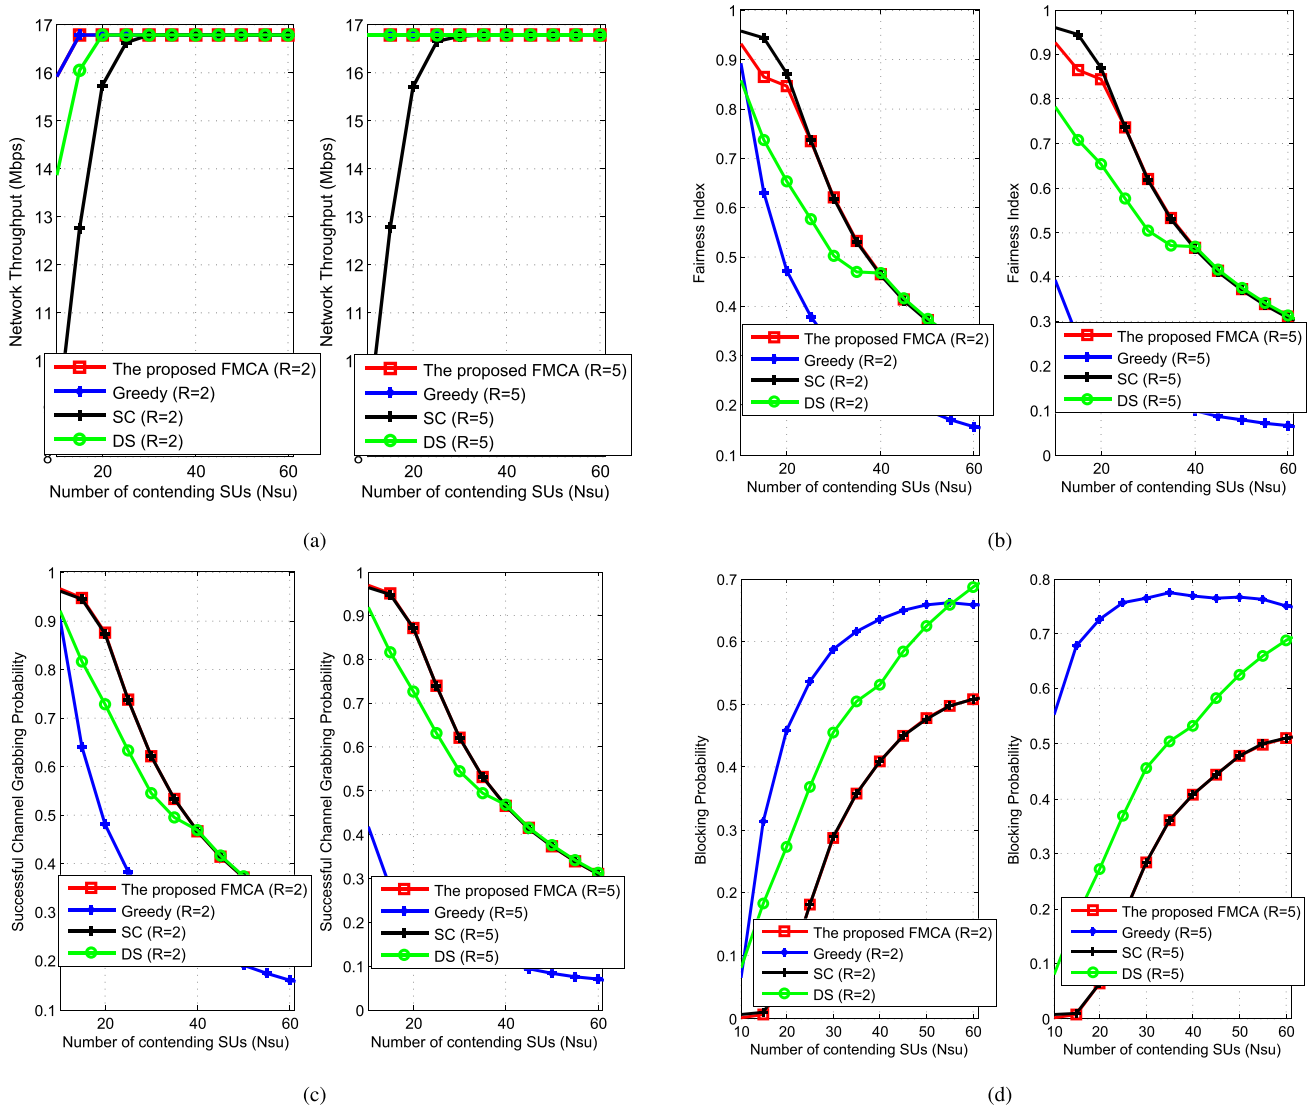 17
16
15
14
13
12
11
1
8
20
40
60
Network Throughput (Mbps)
Number of contending SUs (Nsu)
The proposed FMCA (R=2)
Greedy (R=2)
SC (R=2)
DS (R=2)
17
16
15
14
13
12
11
1
8
20
40
60
Network Throughput (Mbps)
Number of contending SUs (Nsu)
The proposed FMCA (R=5)
Greedy (R=5)
SC (R=5)
DS (R=5)
(a)
1
0.9
0.8
0.7
0.6
0.5
0.4
0.3
0.2
0.1
20
40
60
Fairness Index
Number of contending SUs (Nsu)
The proposed FMCA (R=2)
Greedy (R=2)
SC (R=2)
DS (R=2)
1
0.9
0.8
0.7
0.6
0.5
0.4
0.3
0.2
0.1
0
20
40
60
Fairness Index
Number of contending SUs (Nsu)
The proposed FMCA (R=5)
Greedy (R=5)
SC (R=5)
DS (R=5)
(b)
1
0.9
0.8
0.7
0.6
0.5
0.4
0.3
0.2
0.1
20
40
60
Successful Channel Grabbing Probability
Number of contending SUs (Nsu)
The proposed FMCA (R=2)
Greedy (R=2)
SC (R=2)
DS (R=2)
1
0.9
0.8
0.7
0.6
0.5
0.4
0.3
0.2
0.1
0
20
40
60
Successful Channel Grabbing Probability
Number of contending SUs (Nsu)
The proposed FMCA (R=5)
Greedy (R=5)
SC (R=5)
DS (R=5)
(c)
0.7
0.6
0.5
0.4
0.3
0.2
0.1
0
10
20
30
40
50
60
Blocking Probability
Number of contending SUs (Nsu)
The proposed FMCA (R=2)
Greedy (R=2)
SC (R=2)
DS (R=2)
0.8
0.7
0.6
0.5
0.4
0.3
0.2
0.1
0
10
20
30
40
50
60
Blocking Probability
Number of contending SUs (Nsu)
The proposed FMCA (R=5)
Greedy (R=5)
SC (R=5)
DS (R=5)
(d)